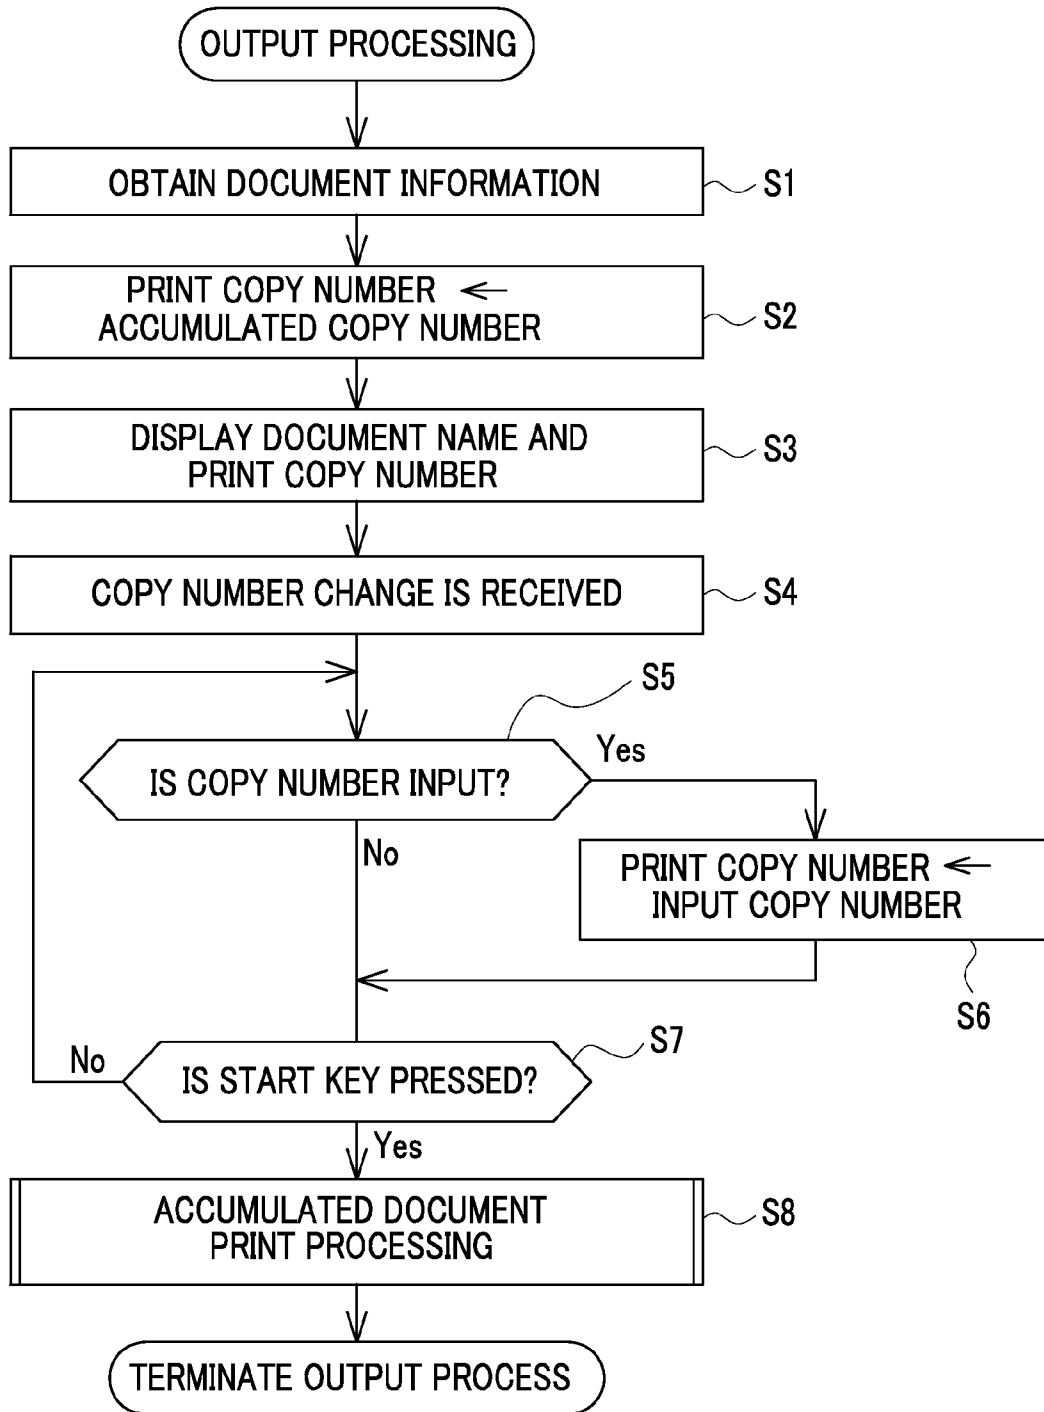 OUTPUT PROCESSING
OBTAIN DOCUMENT INFORMATION
S1
PRINT COPY NUMBER ←
ACCUMULATED COPY NUMBER
S2
DISPLAY DOCUMENT NAME AND
PRINT COPY NUMBER
S3
COPY NUMBER CHANGE IS RECEIVED
S4
S5
IS COPY NUMBER INPUT?
Yes
No
PRINT COPY NUMBER ←
INPUT COPY NUMBER
S6
S7
IS START KEY PRESSED?
No
Yes
ACCUMULATED DOCUMENT
PRINT PROCESSING
S8
TERMINATE OUTPUT PROCESS